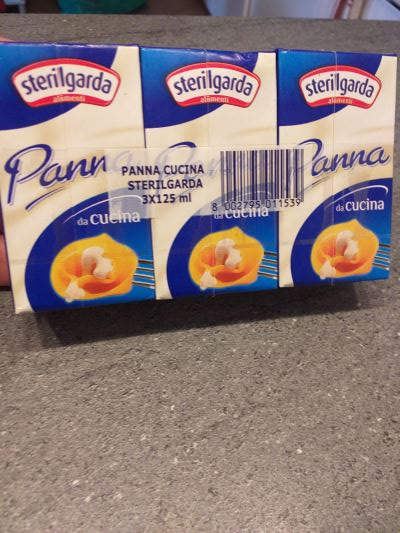 sterilgarda
alimenti
Panna
da cucina
sterilgarda
alimenti
Panna
da cucina
sterilgarda
alimenti
Panna
da cucina
PANNA CUCINA
STERILGARDA
3X125 ml
8 002795 011539